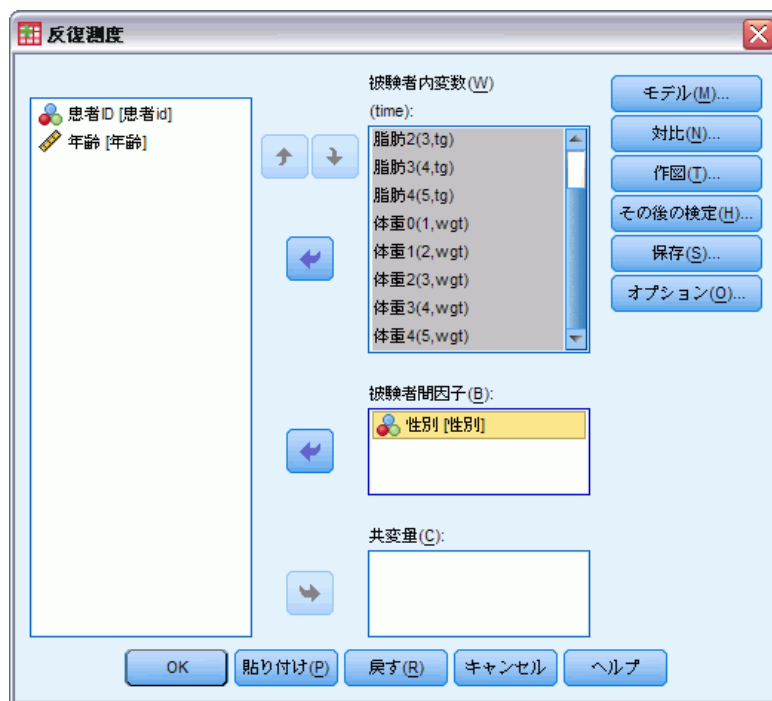 反復測度
患者ID [患者id]
年齢 [年齢]
被験者内変数(W)
(time):
脂肪2(3,tg)
脂肪3(4,tg)
脂肪4(5,tg)
体重0(1,wgt)
体重1(2,wgt)
体重2(3,wgt)
体重3(4,wgt)
体重4(5,wgt)
被験者間因子(B):
性別 [性別]
共変量(C):
モデル(M)...
対比(N)...
作図(T)...
その後の検定(H)...
保存(S)...
オプション(O)...
OK
貼り付け(P)
戻す(R)
キャンセル
ヘルプ